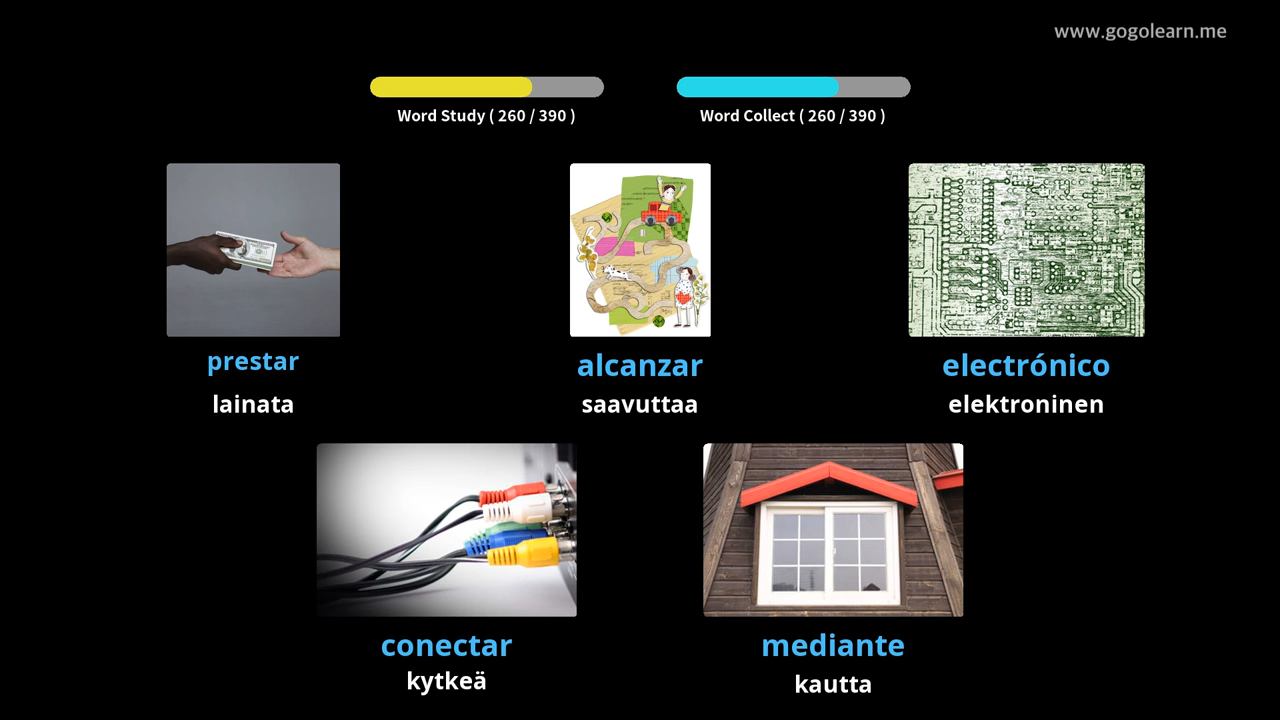 www.gogolearn.me
Word Study ( 260 / 390 )
Word Collect ( 260 / 390 )
prestar
lainata
alcanzar
saavuttaa
electrónico
elektroninen
conectar
kytkeä
mediante
kautta